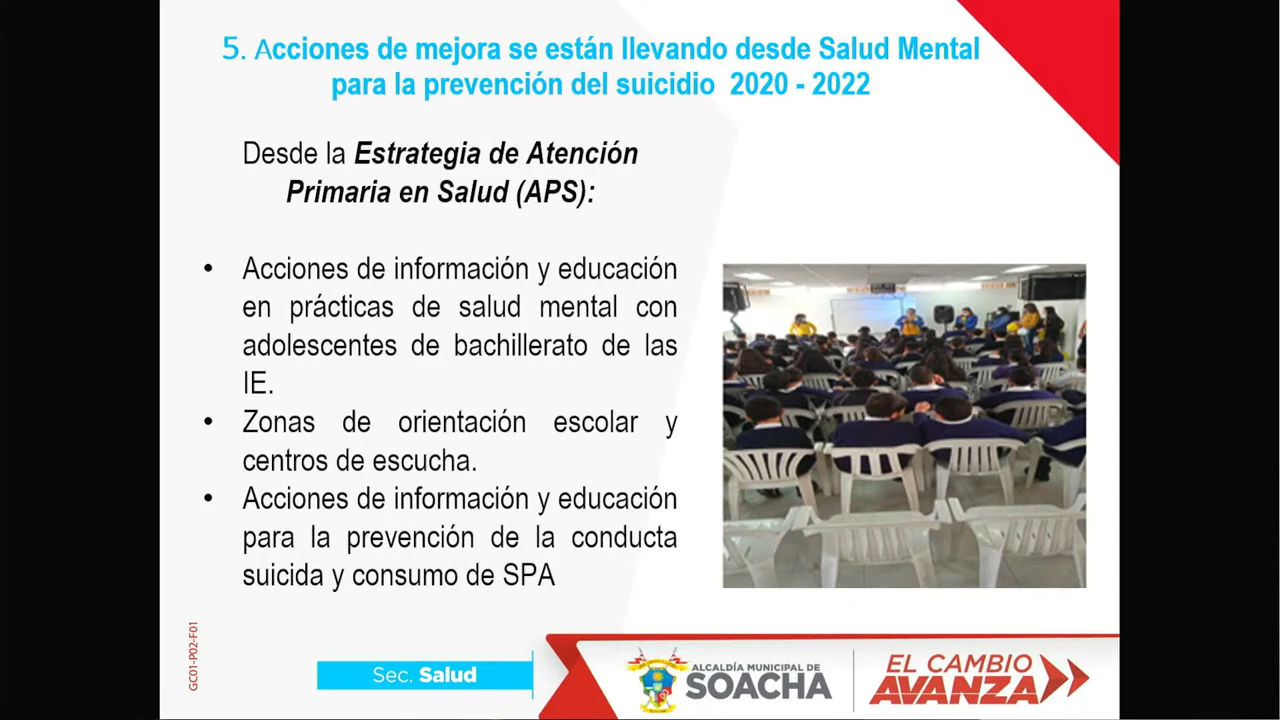 5. Acciones de mejora se están llevando desde Salud Mental
para la prevención del suicidio 2020 - 2022
Desde la Estrategia de Atención
Primaria en Salud (APS):
• Acciones de información y educación
en prácticas de salud mental con
adolescentes de bachillerato de las
IE.
• Zonas de orientación escolar y
centros de escucha.
• Acciones de información y educación
para la prevención de la conducta
suicida y consumo de SPA
GC01-P02-F01
Sec. Salud
ALCALDÍA MUNICIPAL DE
SOACHA
EL CAMBIO
AVANZA